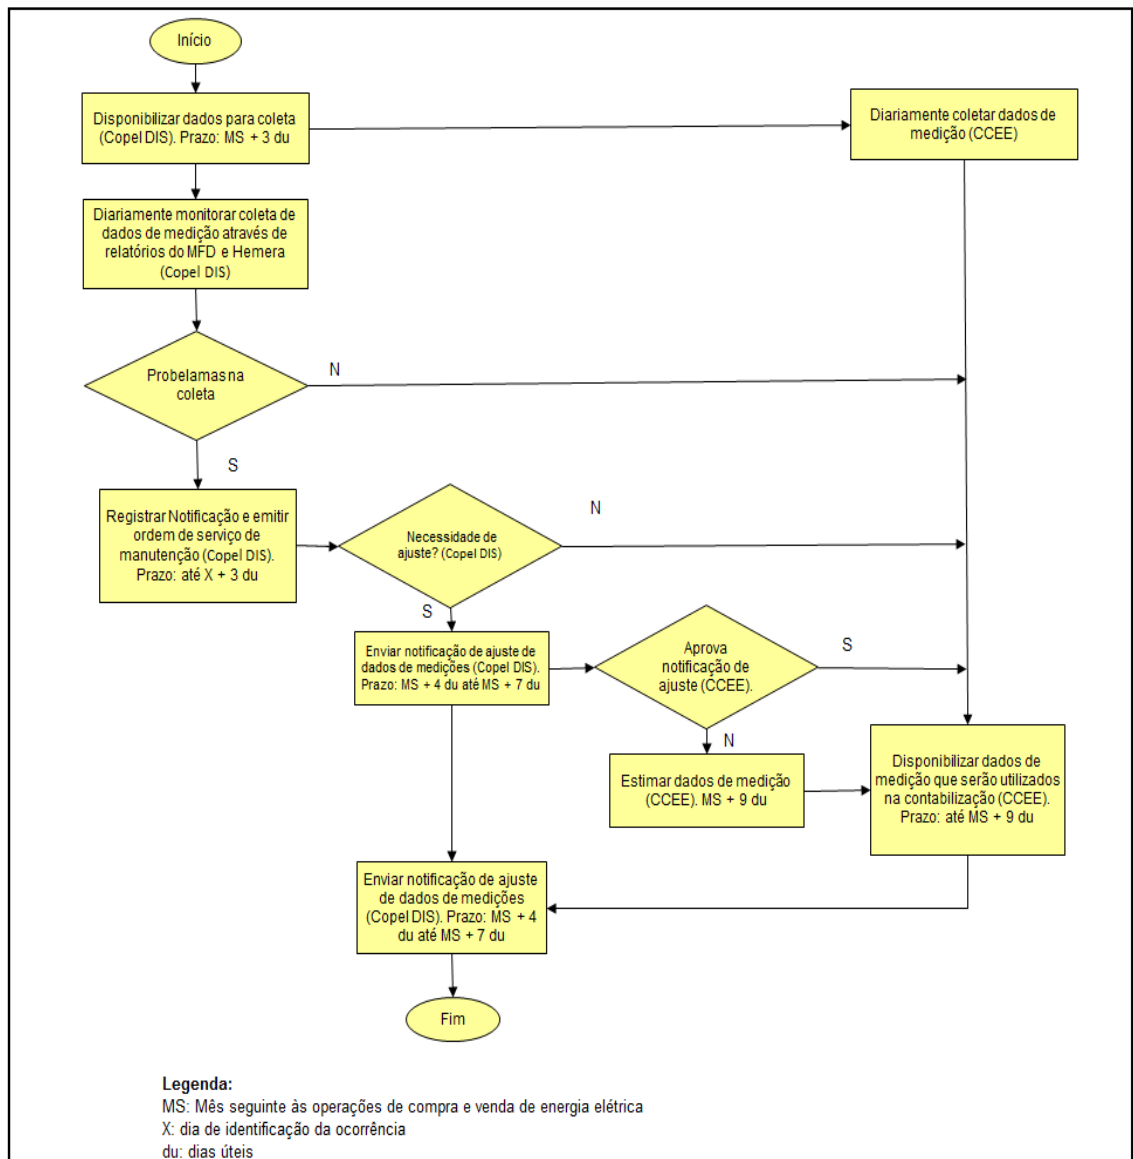 Início
Disponibilizar dados para coleta
(Copel DIS). Prazo: MS + 3 du
Diariamente coletar dados de
medição (CCEE)
Diariamente monitorar coleta de
dados de medição através de
relatórios do MFD e Hemera
(Copel DIS)
Probelamas na
coleta
N
S
Registrar Notificação e emitir
ordem de serviço de
manutenção (Copel DIS).
Prazo: até X + 3 du
Necessidade de
ajuste? (Copel DIS)
N
S
Enviar notificação de ajuste de
dados de medições (Copel DIS).
Prazo: MS + 4 du até MS + 7 du
Aprova
notificação de
ajuste (CCEE).
S
N
Estimar dados de medição
(CCEE). MS + 9 du
Disponibilizar dados de
medição que serão utilizados
na contabilização (CCEE).
Prazo: até MS + 9 du
Enviar notificação de ajuste
de dados de medições
(Copel DIS). Prazo: MS + 4
du até MS + 7 du
Fim
Legenda:
MS: Mês seguinte às operações de compra e venda de energia elétrica
X: dia de identificação da ocorrência
du: dias úteis